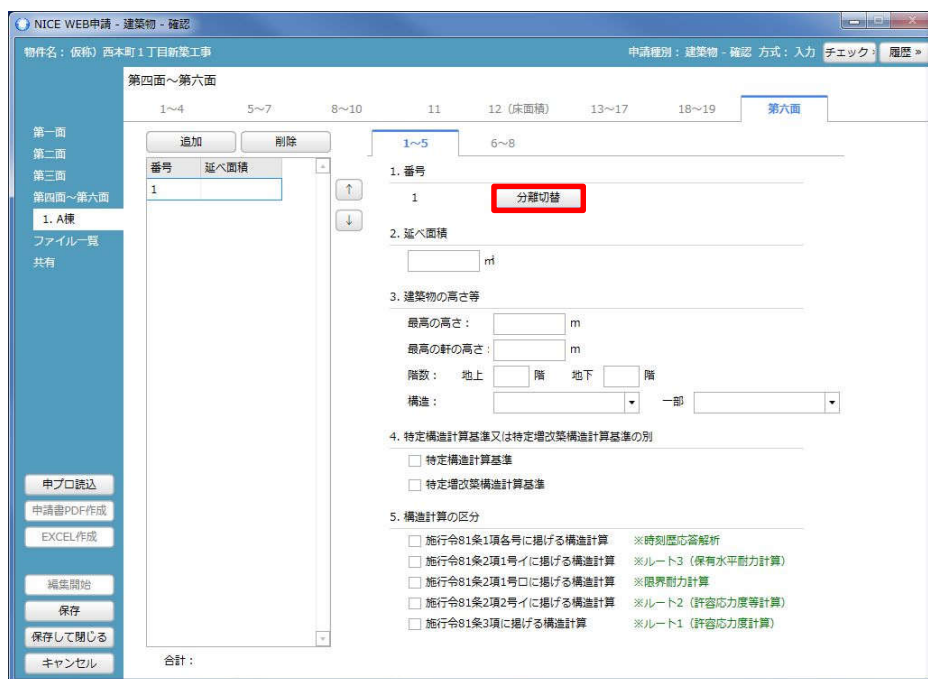 NICE WEB申請 - 建築物 - 確認
物件名： 仮称）西本町１丁目新築工事
申請種別： 建築物 - 確認 方式： 入力 チェック› 履歴 »
第四面～第六面
1～4 5～7 8～10 11 12（床面積） 13～17 18～19 第六面
第一面
第二面
第三面
第四面～第六面
1. A棟
ファイル一覧
共有
申プロ読込
申請書PDF作成
EXCEL作成
編集開始
保存
保存して閉じる
キャンセル
追加 削除
番号 延べ面積
1
↑
↓
合計：
1～5 6～8
1. 番号
1 分離切替
2. 延べ面積
㎡
3. 建築物の高さ等
最高の高さ： m
最高の軒の高さ： m
階数： 地上 階 地下 階
構造： 一部
4. 特定構造計算基準又は特定増改築構造計算基準の別
特定構造計算基準
特定増改築構造計算基準
5. 構造計算の区分
施行令81条1項各号に掲げる構造計算 ※時刻歴応答解析
施行令81条2項1号イに掲げる構造計算 ※ルート3（保有水平耐力計算）
施行令81条2項1号ロに掲げる構造計算 ※限界耐力計算
施行令81条2項2号イに掲げる構造計算 ※ルート2（許容応力度等計算）
施行令81条3項に掲げる構造計算 ※ルート1（許容応力度計算）